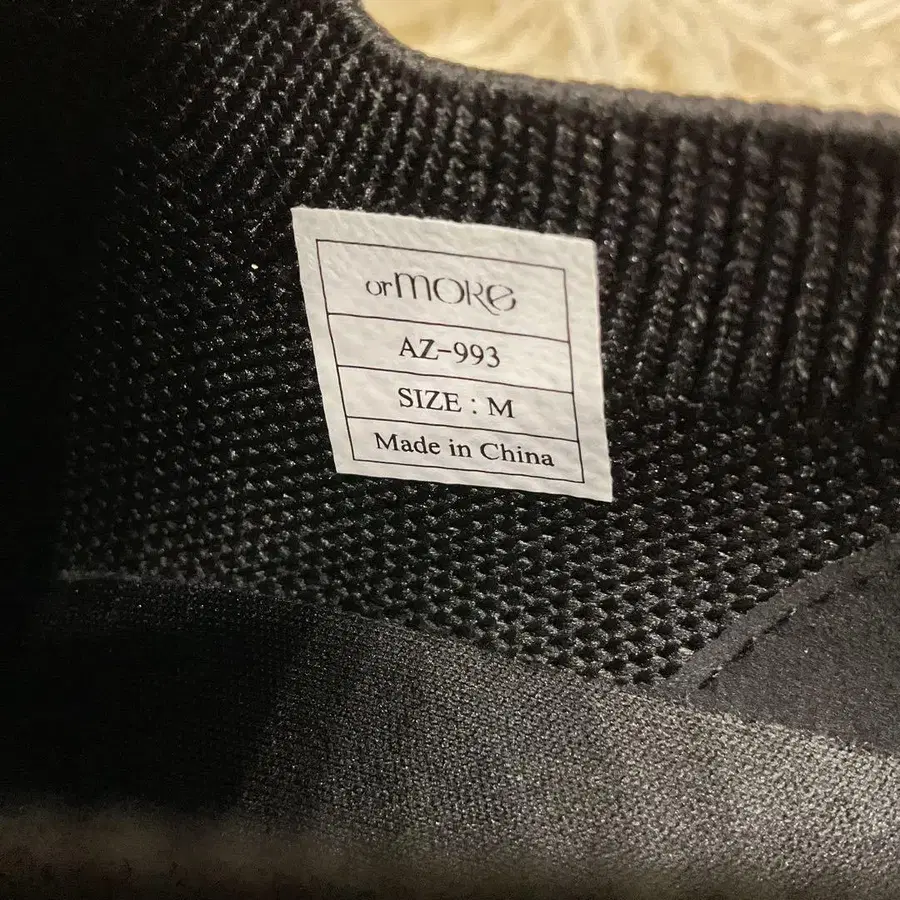 orMORe
AZ-993
SIZE : M
Made in China